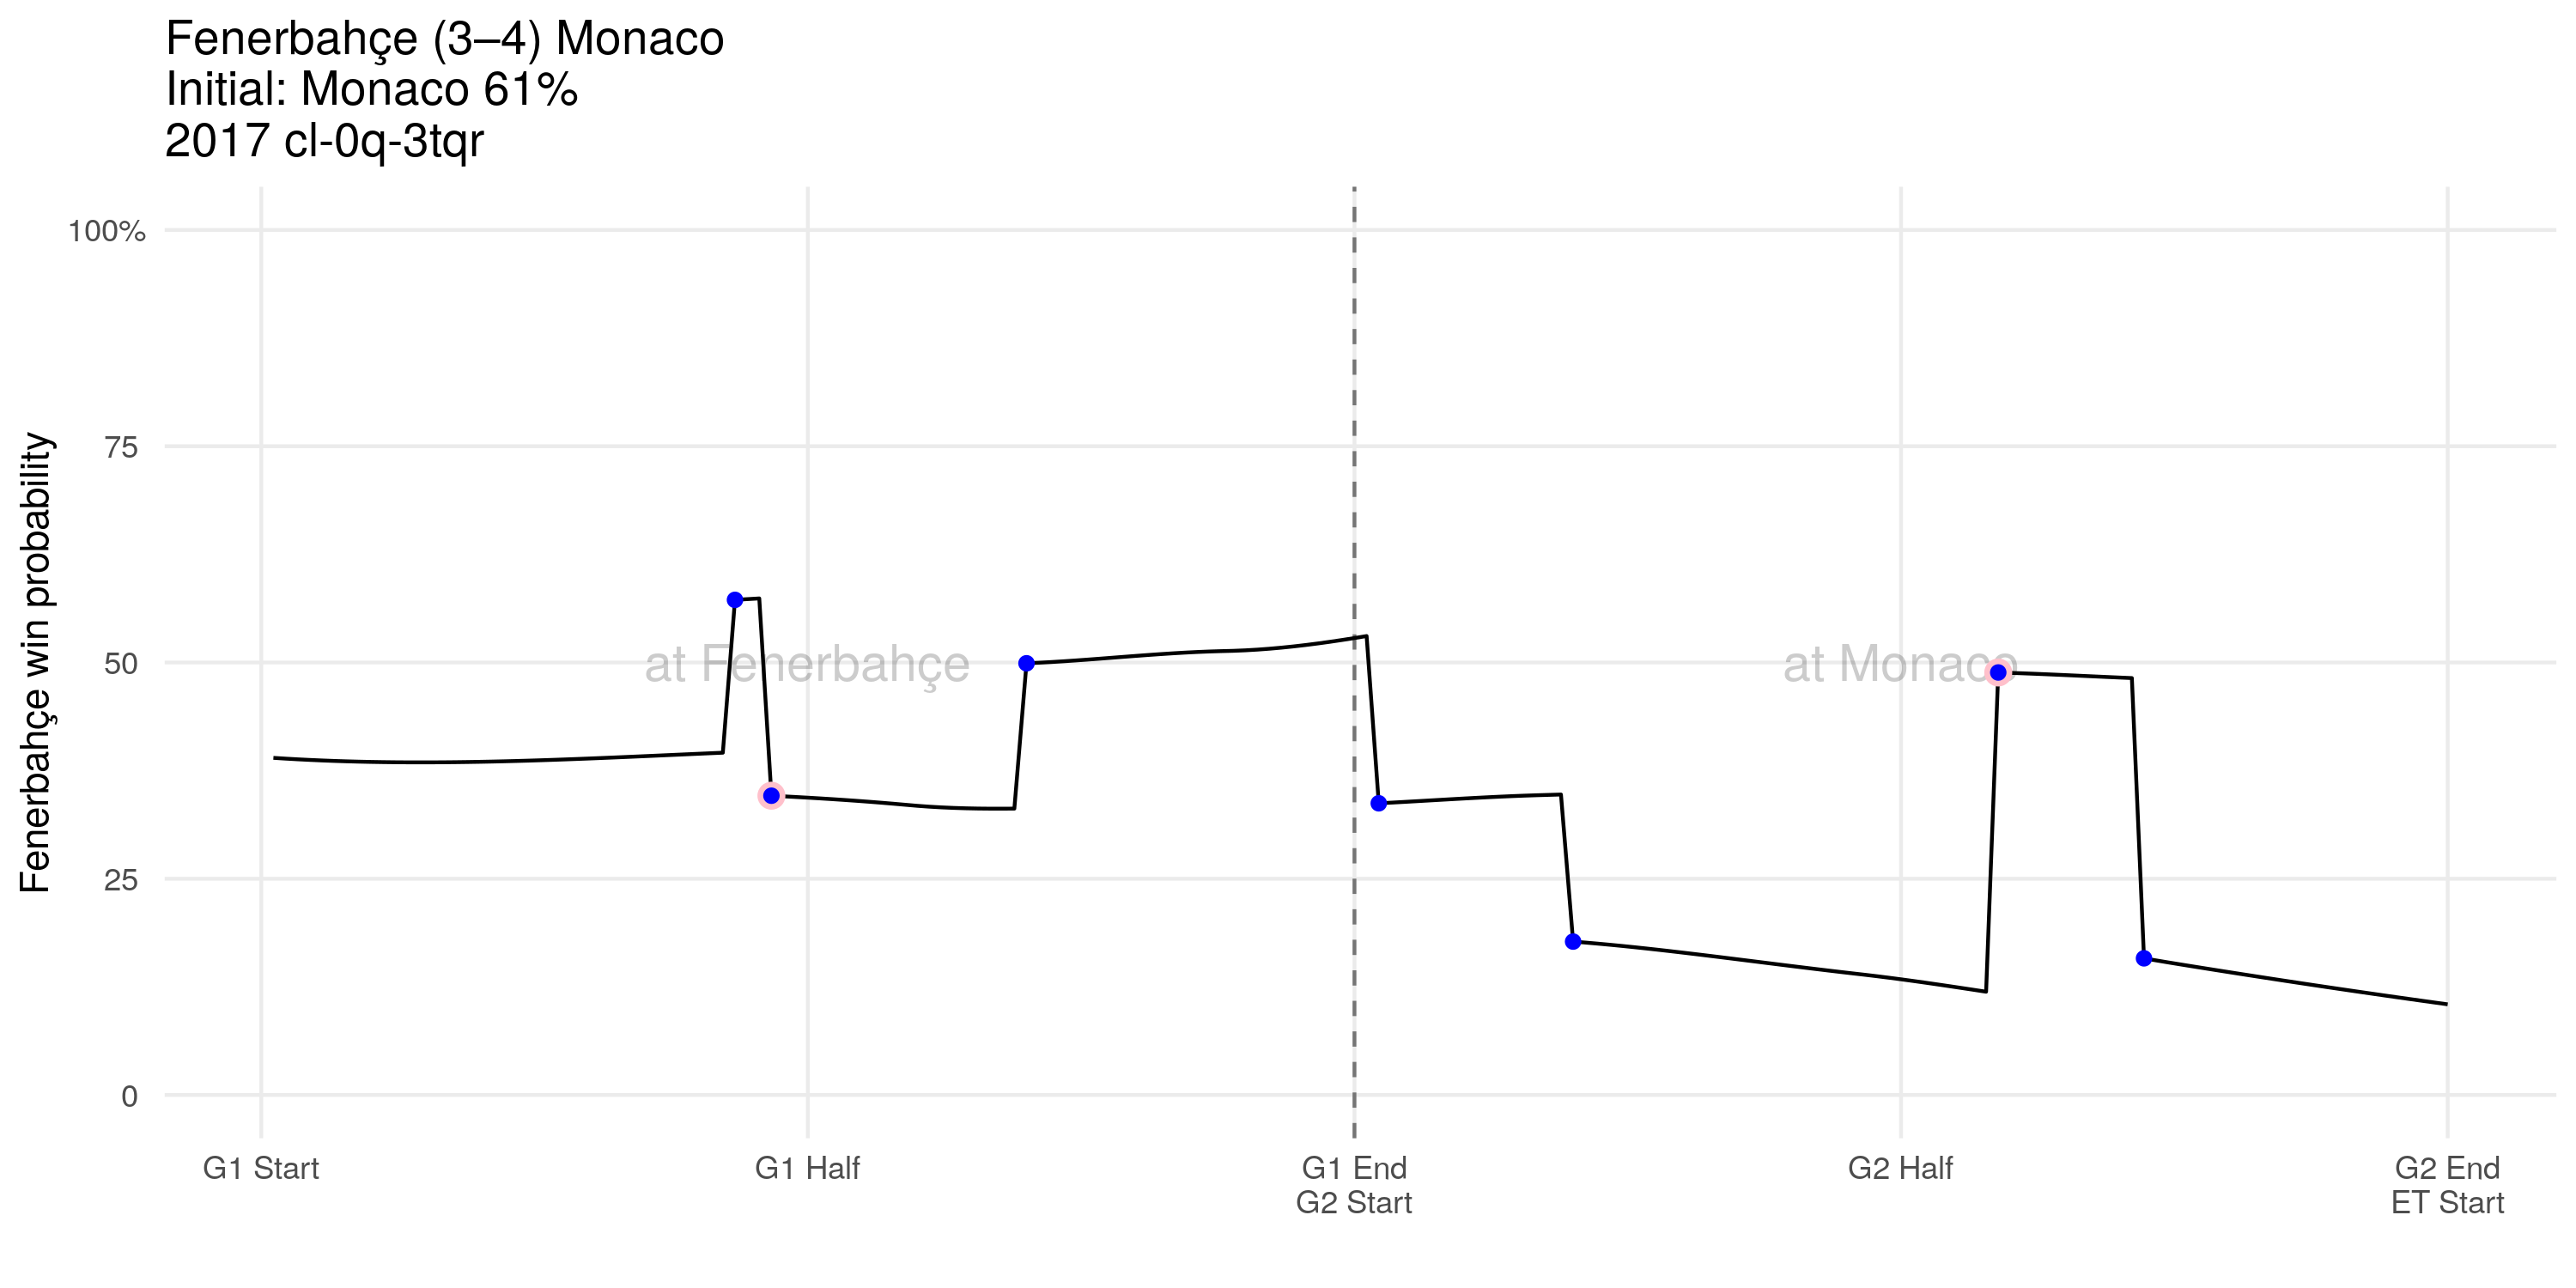 Fenerbahçe (3–4) Monaco
Initial: Monaco 61%
2017 cl-0q-3tqr
Fenerbahçe win probability
100%
75
50
25
0
at Fenerbahçe
at Monaco
G1 Start
G1 Half
G1 End
G2 Start
G2 Half
G2 End
ET Start